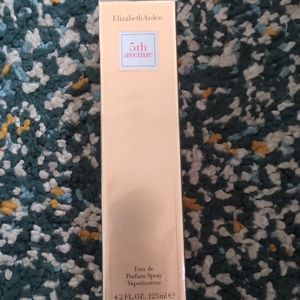 ElizabethArden
5th
avenue
Eau de
Parfum Spray
Vaporisateur
4.2 FL.OZ. 125ml ℮